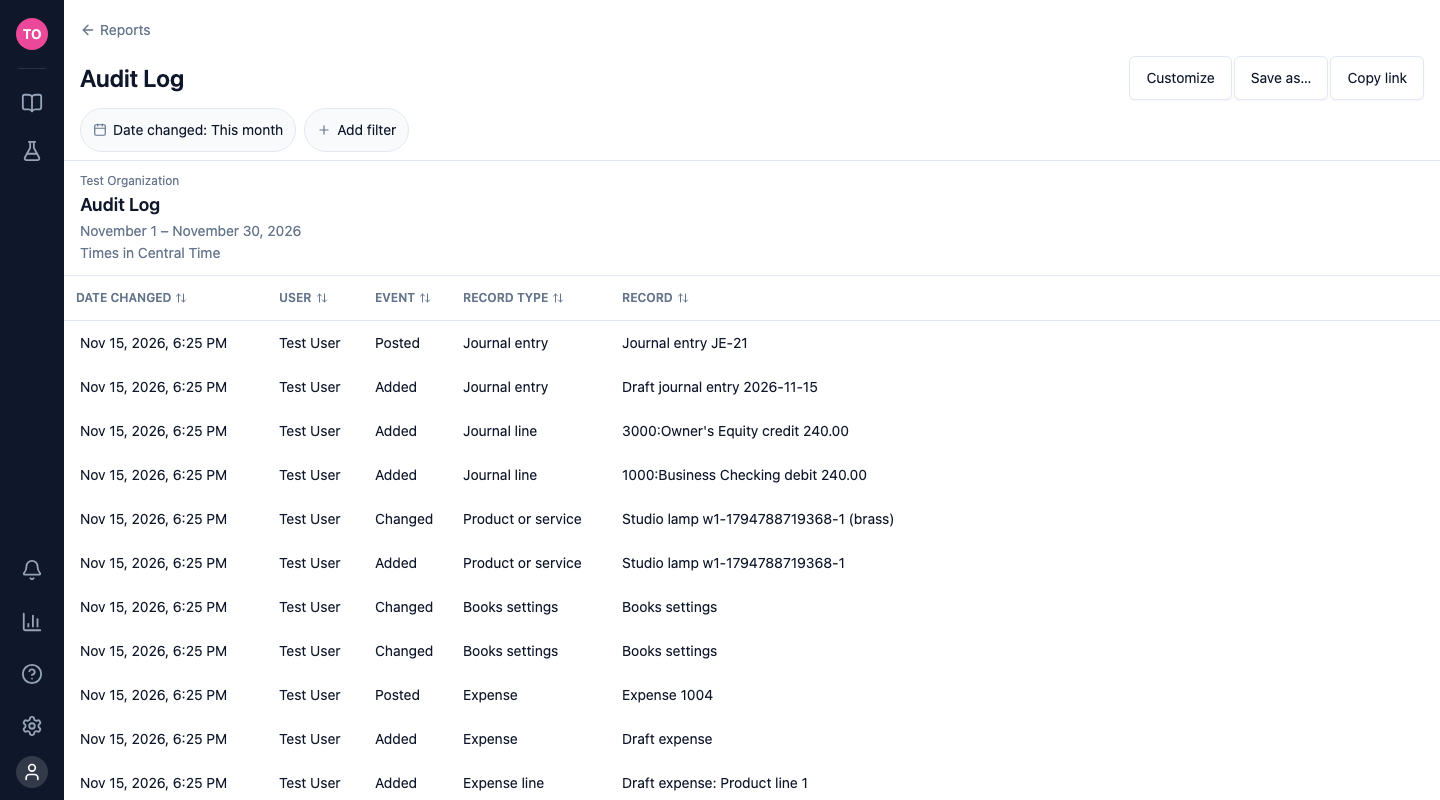 TO
Reports
Audit Log
Customize
Save as...
Copy link
Date changed: This month
Add filter
Test Organization
Audit Log
November 1 – November 30, 2026
Times in Central Time
DATE CHANGED USER EVENT RECORD TYPE RECORD
Nov 15, 2026, 6:25 PM Test User Posted Journal entry Journal entry JE-21
Nov 15, 2026, 6:25 PM Test User Added Journal entry Draft journal entry 2026-11-15
Nov 15, 2026, 6:25 PM Test User Added Journal line 3000:Owner's Equity credit 240.00
Nov 15, 2026, 6:25 PM Test User Added Journal line 1000:Business Checking debit 240.00
Nov 15, 2026, 6:25 PM Test User Changed Product or service Studio lamp w1-1794788719368-1 (brass)
Nov 15, 2026, 6:25 PM Test User Added Product or service Studio lamp w1-1794788719368-1
Nov 15, 2026, 6:25 PM Test User Changed Books settings Books settings
Nov 15, 2026, 6:25 PM Test User Changed Books settings Books settings
Nov 15, 2026, 6:25 PM Test User Posted Expense Expense 1004
Nov 15, 2026, 6:25 PM Test User Added Expense Draft expense
Nov 15, 2026, 6:25 PM Test User Added Expense line Draft expense: Product line 1